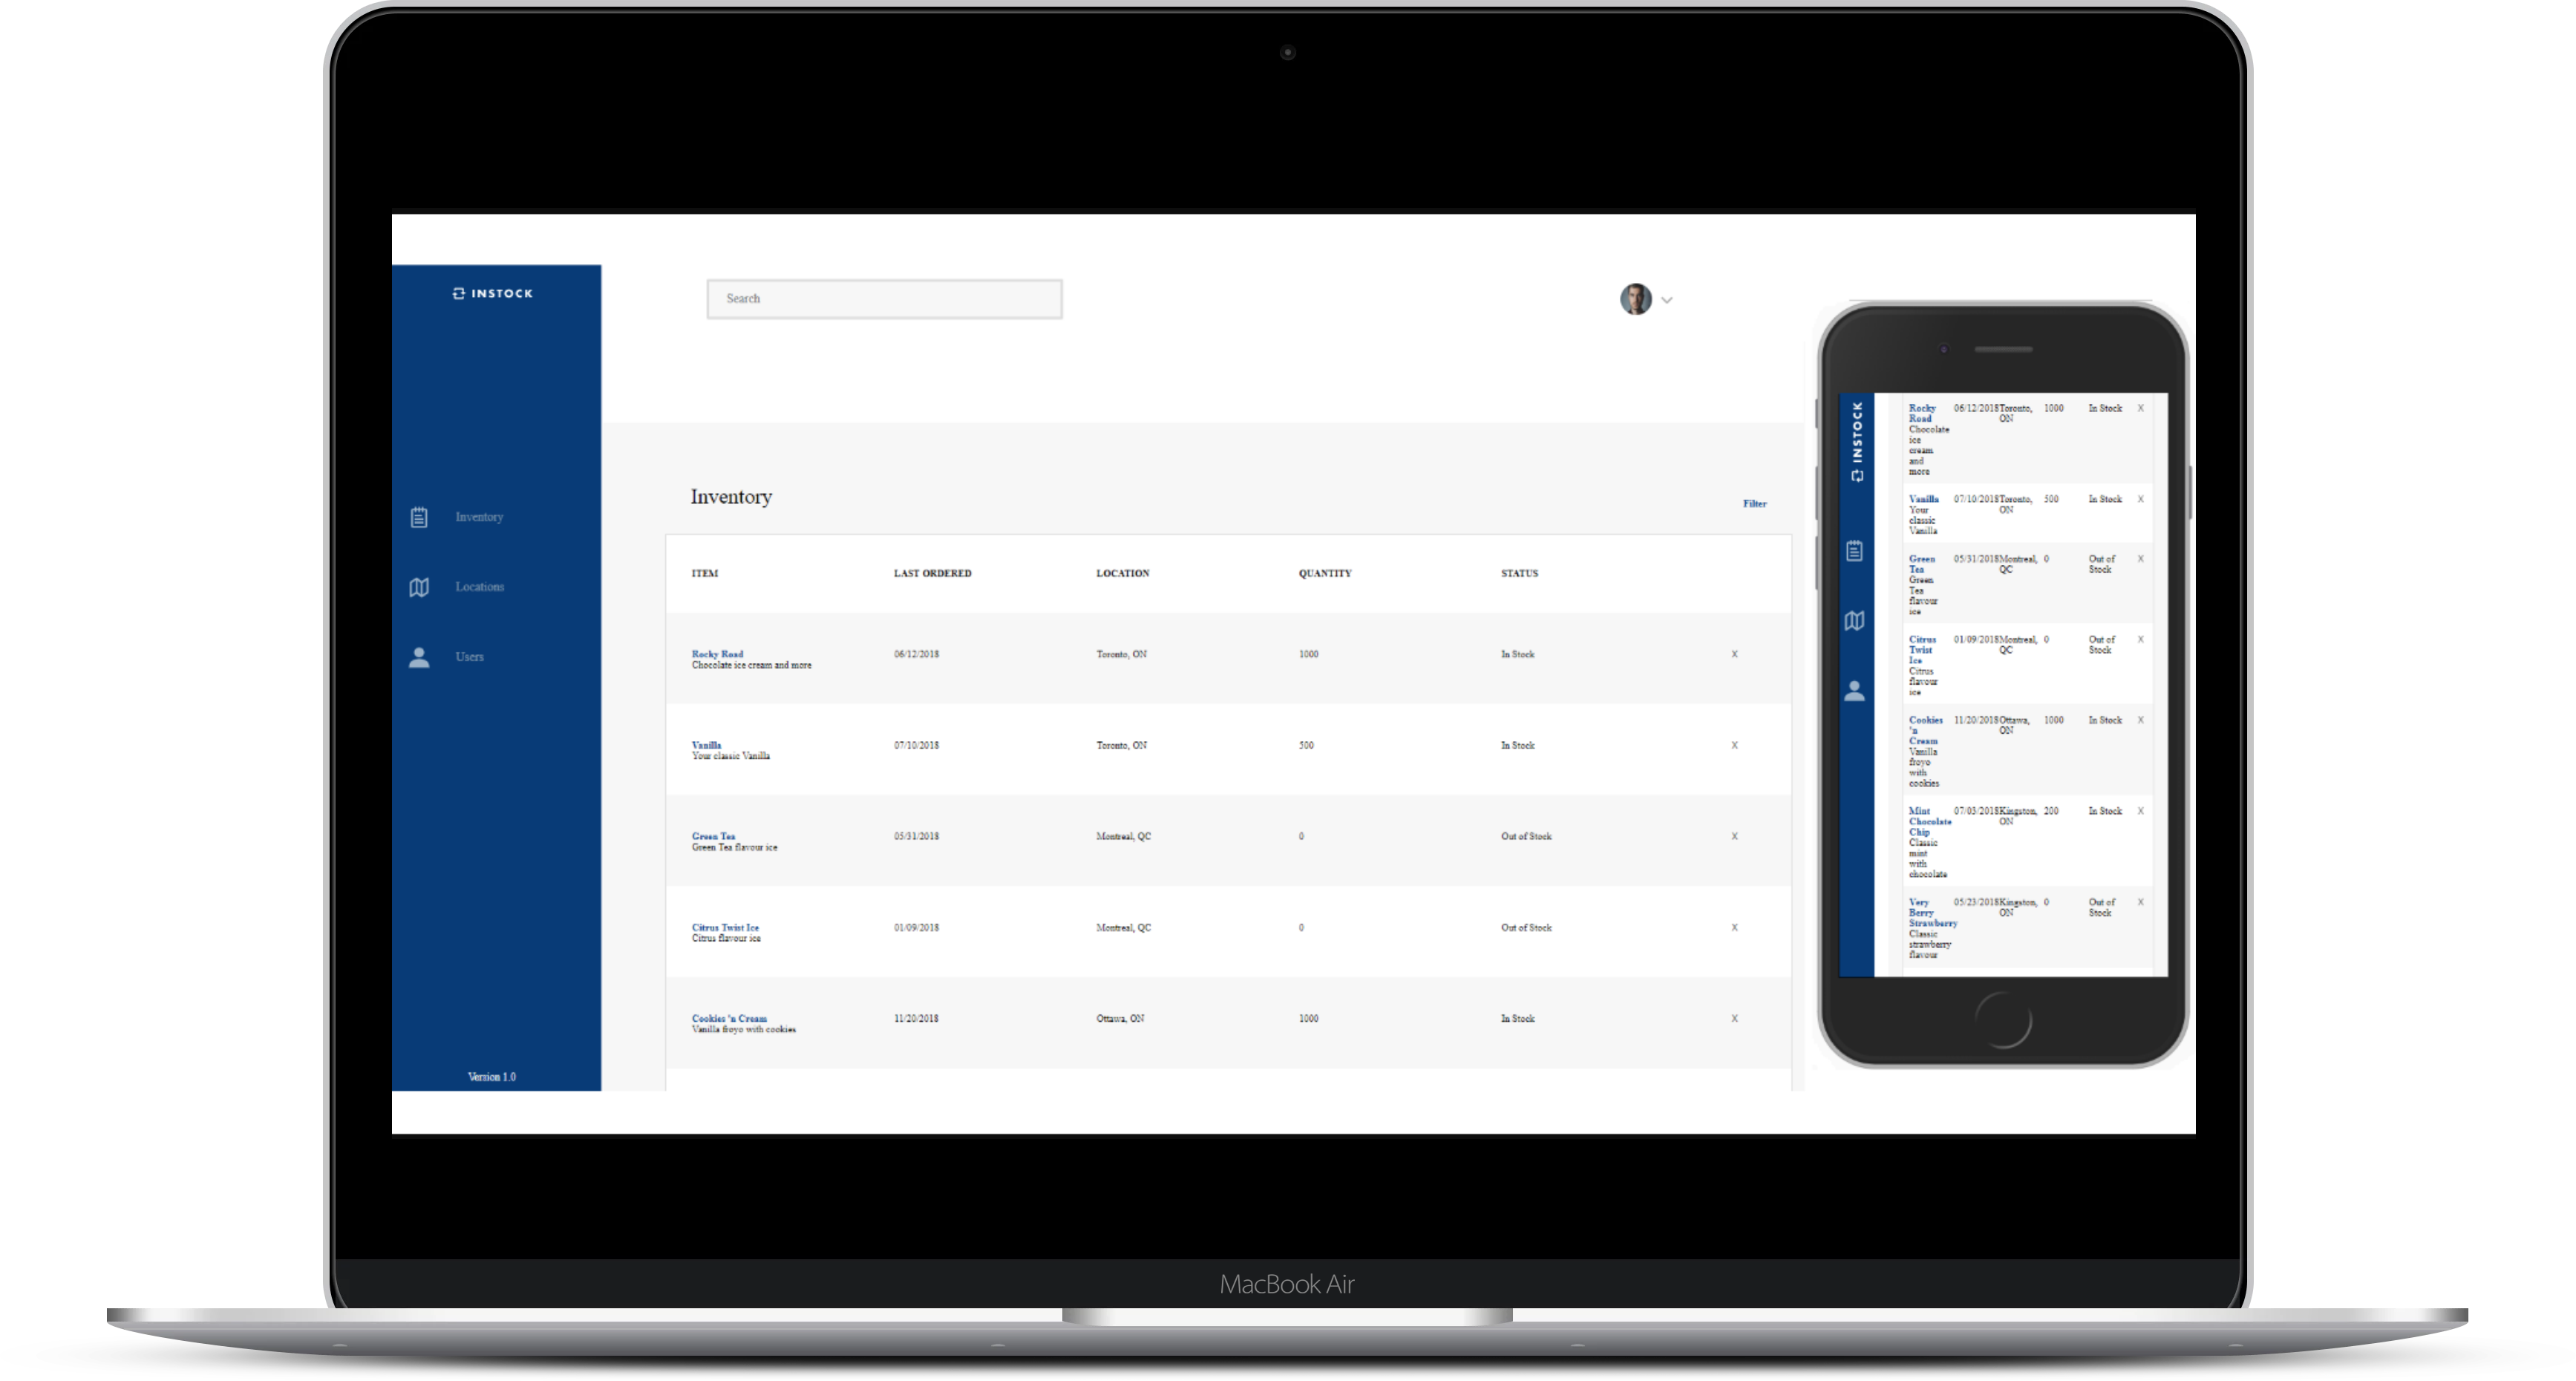 INSTOCK
Search
Inventory
Locations
Users
Version 1.0
Inventory
Filter
ITEM LAST ORDERED LOCATION QUANTITY STATUS
Rocky Road 06/12/2018 Toronto, ON 1000 In Stock X
Chocolate ice cream and more
Vanilla 07/10/2018 Toronto, ON 500 In Stock X
Your classic Vanilla
Green Tea 05/31/2018 Montreal, QC 0 Out of Stock X
Green Tea flavour ice
Citrus Twist Ice 01/09/2018 Montreal, QC 0 Out of Stock X
Citrus flavour ice
Cookies 'n Cream 11/20/2018 Ottawa, ON 1000 In Stock X
Vanilla froyo with cookies
INSTOCK
Rocky 06/12/2018 Toronto, 1000 In Stock X
Road ON
Chocolate
ice
cream
and
more
Vanilla 07/10/2018 Toronto, 500 In Stock X
Your ON
classic
Vanilla
Green 05/31/2018 Montreal, 0 Out of X
Tea QC Stock
Green
Tea
flavour
ice
Citrus 01/09/2018 Montreal, 0 Out of X
Twist QC Stock
Ice
Citrus
flavour
ice
Cookies 11/20/2018 Ottawa, 1000 In Stock X
'n ON
Cream
Vanilla
froyo
with
cookies
Mint 07/03/2018 Kingston, 200 In Stock X
Chocolate ON
Chip
Classic
mint
with
chocolate
Very 05/23/2018 Kingston, 0 Out of X
Berry ON Stock
Strawberry
Classic
strawberry
flavour
MacBook Air